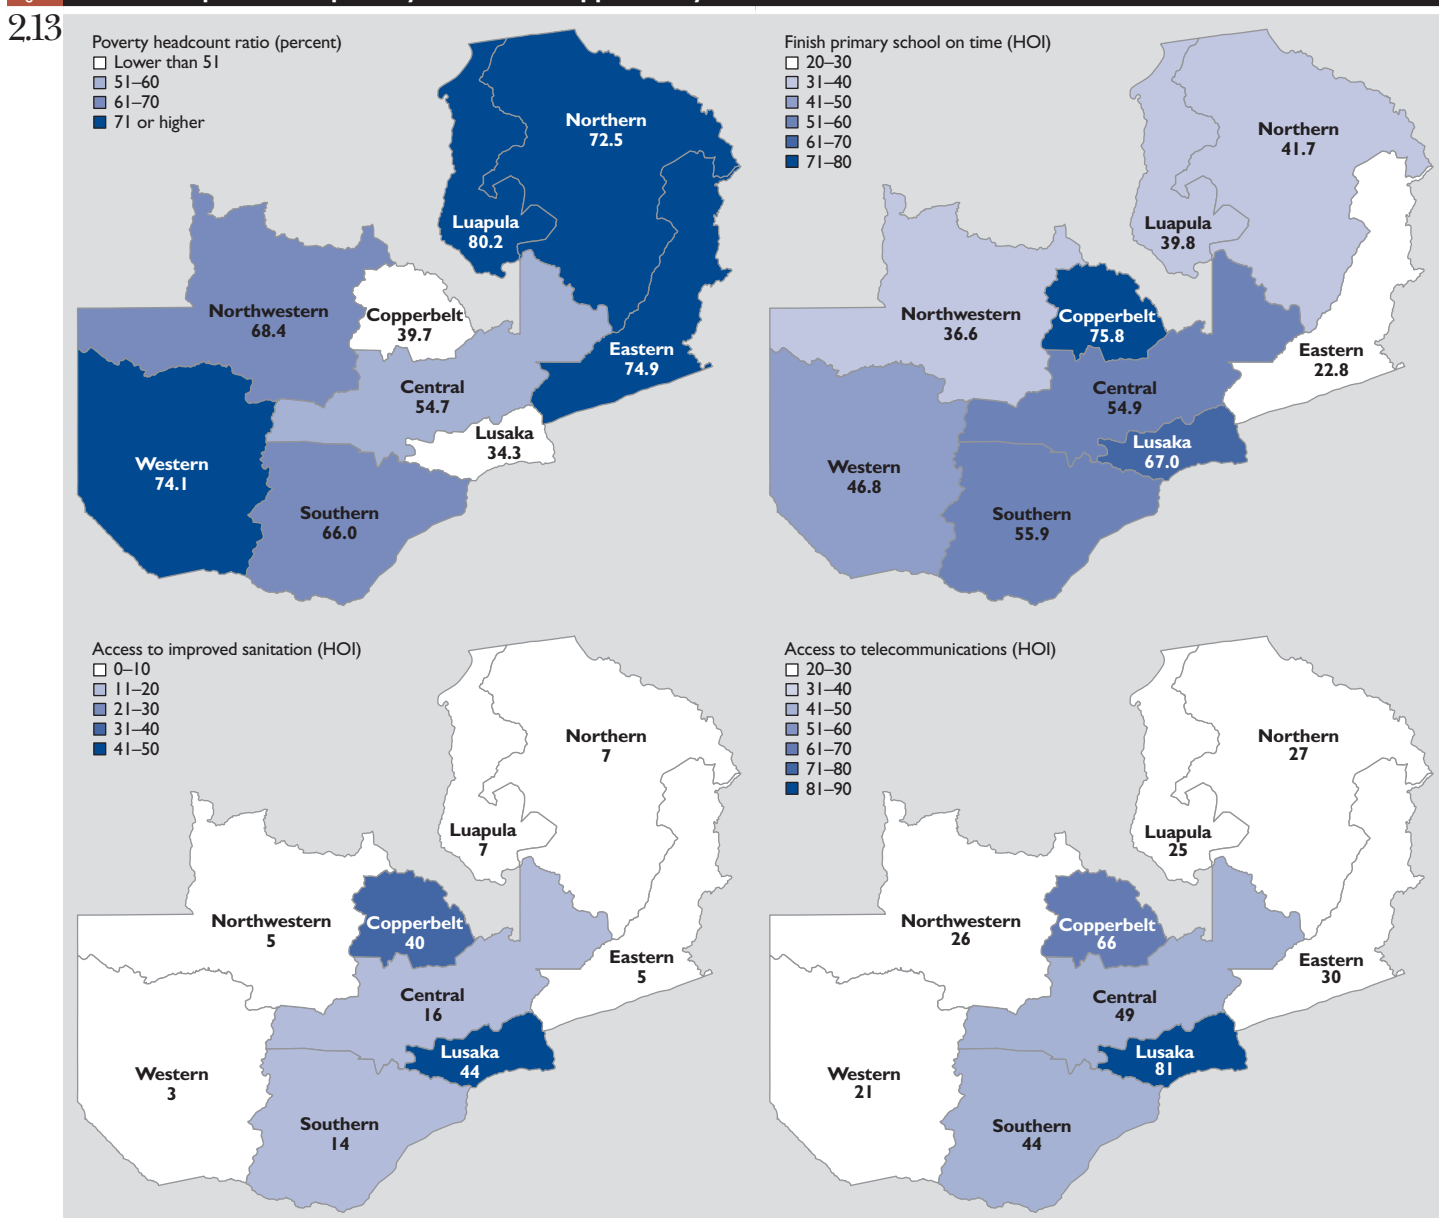 2.13
Poverty headcount ratio (percent)
Lower than 51
51–60
61–70
71 or higher
Northern
72.5
Luapula
80.2
Northwestern
68.4
Copperbelt
39.7
Eastern
74.9
Central
54.7
Lusaka
34.3
Western
74.1
Southern
66.0
Finish primary school on time (HOI)
20–30
31–40
41–50
51–60
61–70
71–80
Northern
41.7
Luapula
39.8
Northwestern
36.6
Copperbelt
75.8
Eastern
22.8
Central
54.9
Lusaka
67.0
Western
46.8
Southern
55.9
Access to improved sanitation (HOI)
0–10
11–20
21–30
31–40
41–50
Northern
7
Luapula
7
Northwestern
5
Copperbelt
40
Eastern
5
Central
16
Lusaka
44
Western
3
Southern
14
Access to telecommunications (HOI)
20–30
31–40
41–50
51–60
61–70
71–80
81–90
Northern
27
Luapula
25
Northwestern
26
Copperbelt
66
Eastern
30
Central
49
Lusaka
81
Western
21
Southern
44